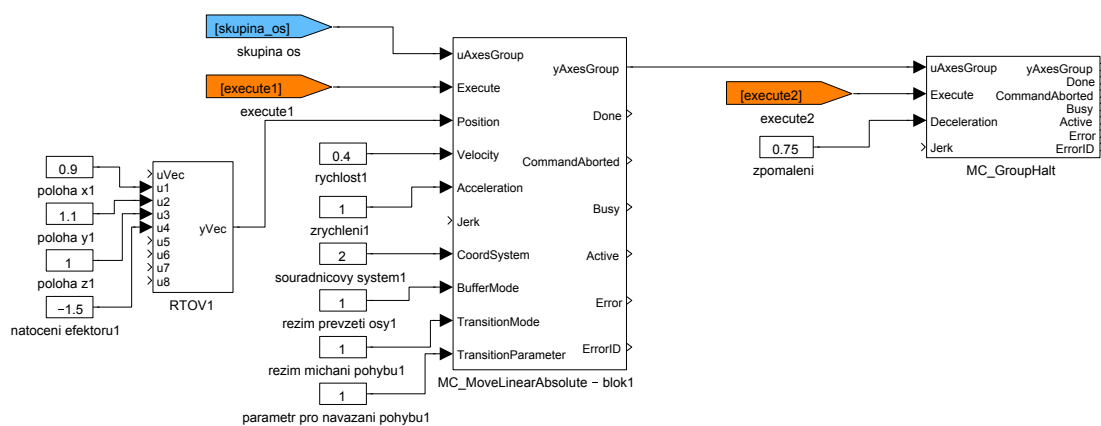 [skupina_os]
skupina os
[execute1]
execute1
0.9
poloha x1
1.1
poloha y1
1
poloha z1
−1.5
natoceni efektoru1
uVec
u1
u2
u3
u4
u5
u6
u7
u8
yVec
RTOV1
0.4
rychlost1
1
zrychleni1
2
souradnicovy system1
1
rezim prevzeti osy1
1
rezim michani pohybu1
1
parametr pro navazani pohybu1
uAxesGroup
Execute
Position
Velocity
Acceleration
Jerk
CoordSystem
BufferMode
TransitionMode
TransitionParameter
yAxesGroup
Done
CommandAborted
Busy
Active
Error
ErrorID
MC_MoveLinearAbsolute − blok1
[execute2]
execute2
0.75
zpomaleni
uAxesGroup
Execute
Deceleration
Jerk
yAxesGroup
Done
CommandAborted
Busy
Active
Error
ErrorID
MC_GroupHalt